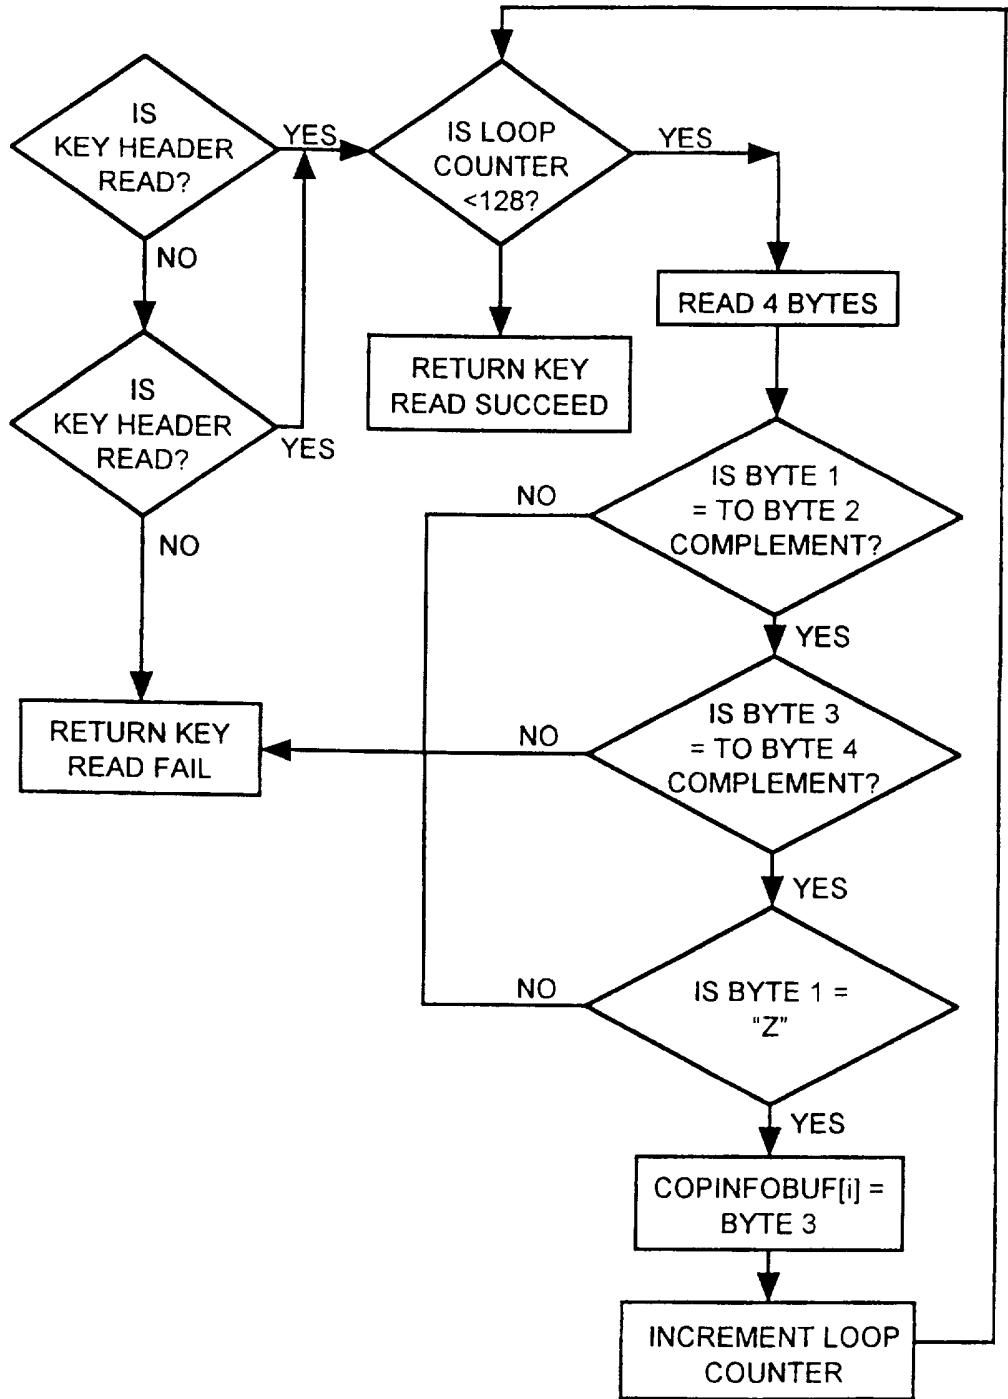 IS
KEY HEADER
READ?
YES
IS LOOP
COUNTER
<128?
YES
NO
READ 4 BYTES
RETURN KEY
READ SUCCEED
IS
KEY HEADER
READ?
YES
NO
IS BYTE 1
= TO BYTE 2
COMPLEMENT?
NO
YES
RETURN KEY
READ FAIL
IS BYTE 3
= TO BYTE 4
COMPLEMENT?
NO
YES
IS BYTE 1 =
“Z”
NO
YES
COPINFOBUF[i] =
BYTE 3
INCREMENT LOOP
COUNTER